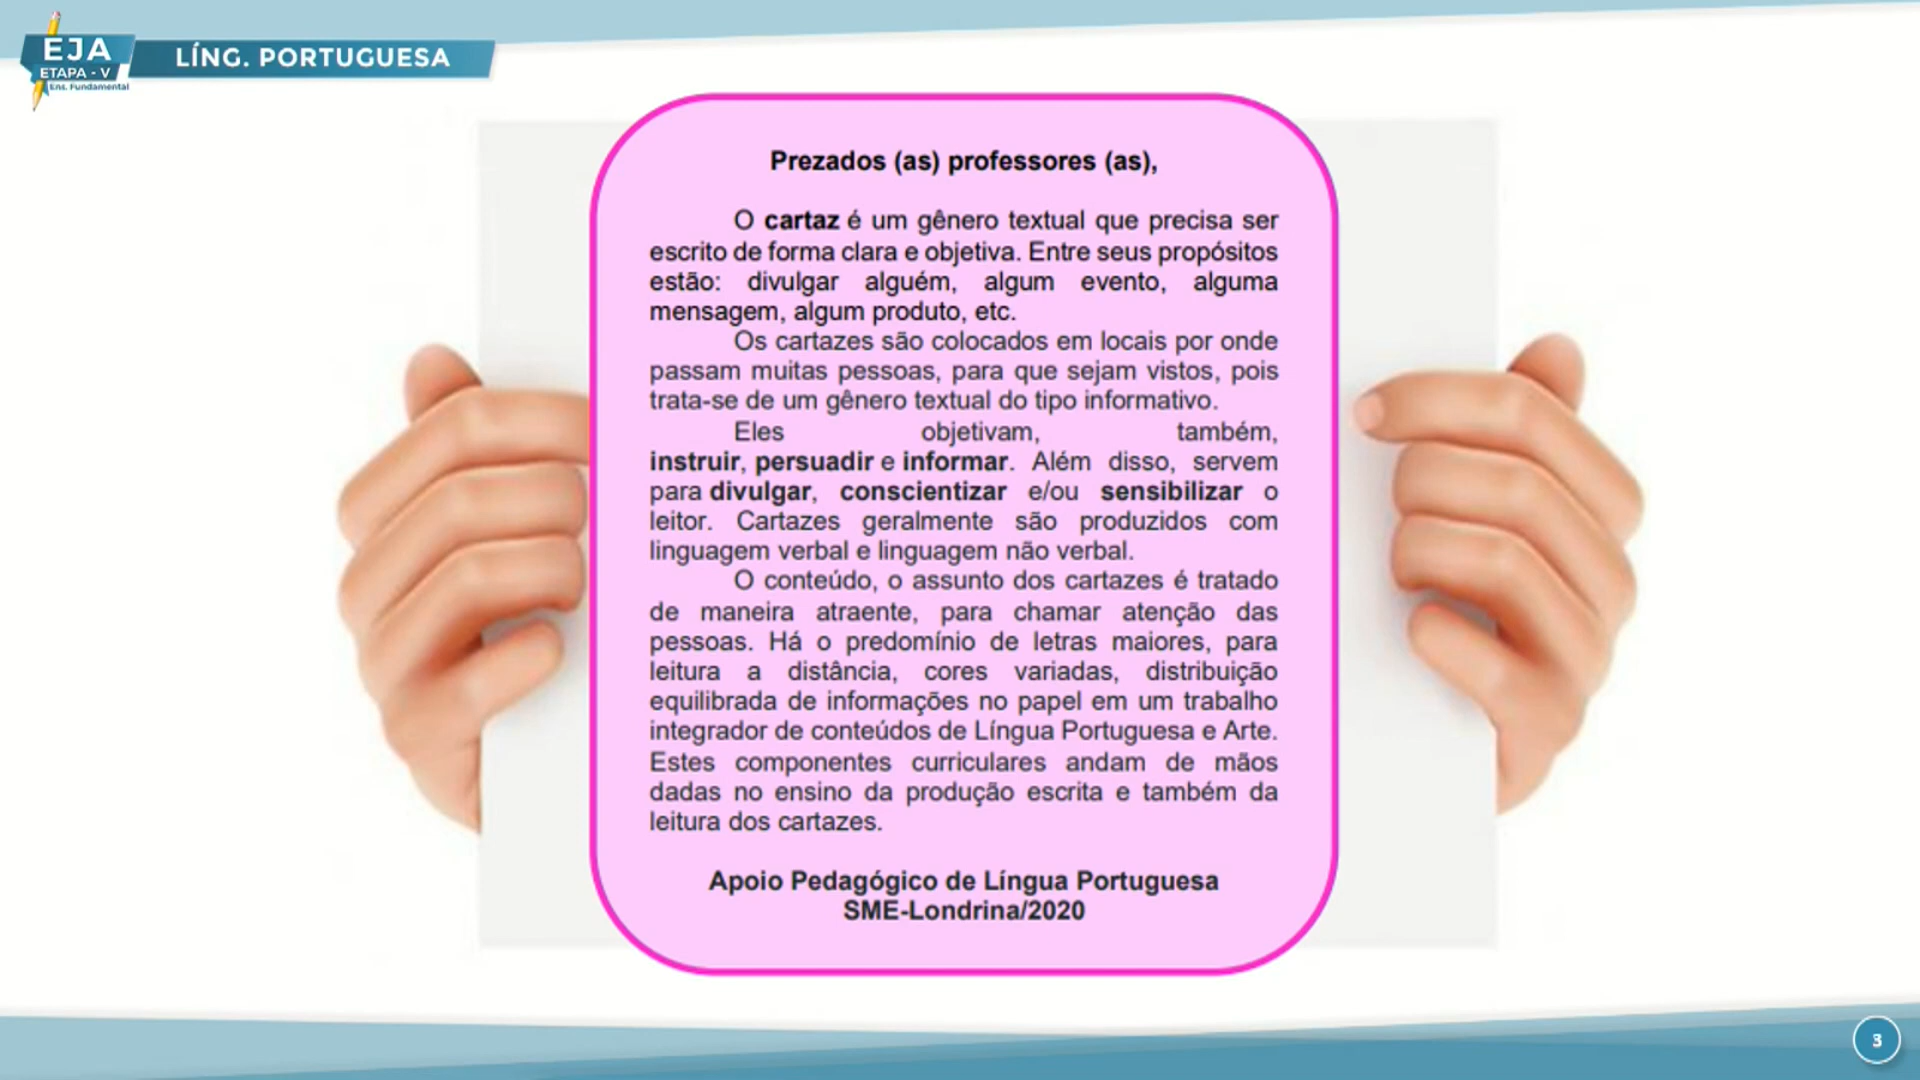 EJA
ETAPA - V
Ens. Fundamental
LÍNG. PORTUGUESA
Prezados (as) professores (as),
O cartaz é um gênero textual que precisa ser
escrito de forma clara e objetiva. Entre seus propósitos
estão: divulgar alguém, algum evento, alguma
mensagem, algum produto, etc.
Os cartazes são colocados em locais por onde
passam muitas pessoas, para que sejam vistos, pois
trata-se de um gênero textual do tipo informativo.
Eles objetivam, também,
instruir, persuadir e informar. Além disso, servem
para divulgar, conscientizar e/ou sensibilizar o
leitor. Cartazes geralmente são produzidos com
linguagem verbal e linguagem não verbal.
O conteúdo, o assunto dos cartazes é tratado
de maneira atraente, para chamar atenção das
pessoas. Há o predomínio de letras maiores, para
leitura a distância, cores variadas, distribuição
equilibrada de informações no papel em um trabalho
integrador de conteúdos de Língua Portuguesa e Arte.
Estes componentes curriculares andam de mãos
dadas no ensino da produção escrita e também da
leitura dos cartazes.
Apoio Pedagógico de Língua Portuguesa
SME-Londrina/2020
3